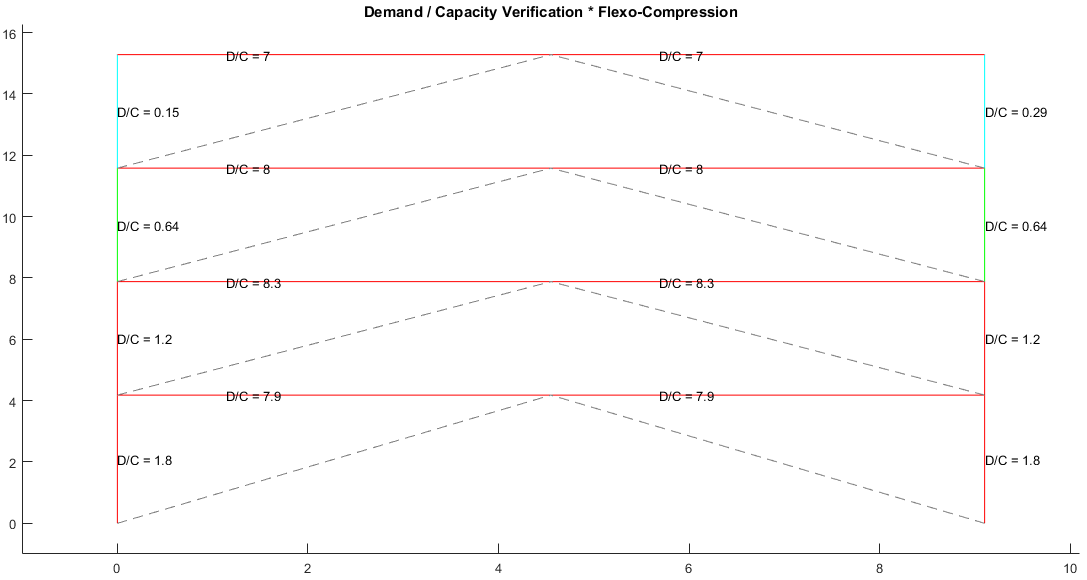 Demand / Capacity Verification * Flexo-Compression
16
D/C = 7 D/C = 7
14
D/C = 0.15 D/C = 0.29
12
D/C = 8 D/C = 8
10
D/C = 0.64 D/C = 0.64
8
D/C = 8.3 D/C = 8.3
6
D/C = 1.2 D/C = 1.2
4
D/C = 7.9 D/C = 7.9
2
D/C = 1.8 D/C = 1.8
0
0 2 4 6 8 10